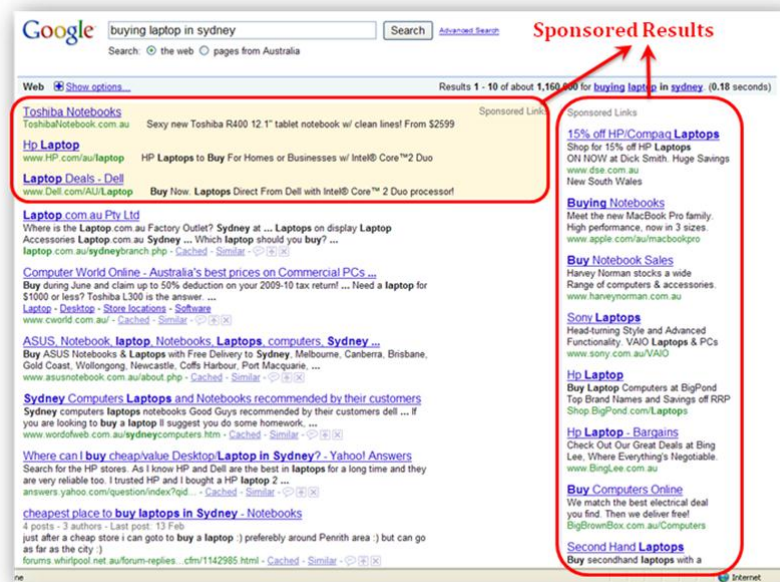 Google
buying laptop in sydney
Search
Advanced Search
Sponsored Results
Search: the web pages from Australia
Web Show options...
Results 1 - 10 of about 1,160,000 for buying laptop in sydney. (0.18 seconds)
Toshiba Notebooks
Sponsored Links
ToshibaNotebook.com.au Sexy new Toshiba R400 12.1" tablet notebook w/ clean lines! From $2599
Hp Laptop
www.HP.com/au/laptop HP Laptops to Buy For Homes or Businesses w/ Intel® Core™2 Duo
Laptop Deals - Dell
www.Dell.com/AU/Laptop Buy Now. Laptops Direct From Dell with Intel® Core™ 2 Duo processor!
Laptop.com.au Pty Ltd
Where is the Laptop.com.au Factory Outlet? Sydney at ... Laptops on display Laptop
Accessories Laptop.com.au Sydney ... Which laptop should you buy? ...
laptop.com.au/sydneybranch.php - Cached - Similar -
Computer World Online - Australia's best prices on Commercial PCs ...
Buy during June and claim up to 50% deduction on your 2009-10 tax return! ... Need a laptop for
$1000 or less? Toshiba L300 is the answer. ...
Laptop - Desktop - Store locations - Software
www.cworld.com.au/ - Cached - Similar -
ASUS, Notebook, laptop, Notebooks, Laptops, computers, Sydney ...
Buy ASUS Notebooks & Laptops with Free Delivery to Sydney, Melbourne, Canberra, Brisbane,
Gold Coast, Wollongong, Newcastle, Coffs Harbour, Port Macquarie, ...
www.asusnotebook.com.au/about.php - Cached - Similar -
Sydney Computers Laptops and Notebooks recommended by their customers
Sydney computers laptops notebooks Good Guys recommended by their customers dell ... If
you are looking to buy a laptop II suggest you do some homework, ...
www.wordofweb.com.au/sydneycomputers.htm - Cached - Similar -
Where can I buy cheap/value Desktop/Laptop in Sydney? - Yahoo! Answers
Search for the HP stores. As I know HP and Dell are the best in laptops for a long time and they
are very reliable too. I trusted HP and I bought a HP laptop 2 ...
answers.yahoo.com/question/index?qid... - Cached - Similar -
cheapest place to buy laptops in Sydney - Notebooks
4 posts - 3 authors - Last post: 13 Feb
just after a cheap store i can goto to buy a laptop :) preferebly around Penrith area :) but can go
as far as the city :)
forums.whirlpool.net.au/forum-replies...cfm/1142985.html - Cached - Similar -
Sponsored Links
15% off HP/Compaq Laptops
Shop for 15% off HP Laptops
ON NOW at Dick Smith. Huge Savings
www.dse.com.au
New South Wales
Buying Notebooks
Meet the new MacBook Pro family.
High performance, now in 3 sizes.
www.apple.com/au/macbookpro
Buy Notebook Sales
Harvey Norman stocks a wide
Range of computers & accessories.
www.harveynorman.com.au
Sony Laptops
Head-turning Style and Advanced
Functionality. VAIO Laptops & PCs
www.sony.com.au/VAIO
Hp Laptop
Buy Laptop Computers at BigPond
Top Brand Names and Savings off RRP
Shop.BigPond.com/Laptops
Hp Laptop - Bargains
Check Out Our Great Deals at Bing
Lee, Where Everything's Negotiable.
www.BingLee.com.au
Buy Computers Online
We match the best electrical deal
you find. Then we deliver free!
BigBrownBox.com.au/Computers
Second Hand Laptops
Buy secondhand laptops with a
ne
Internet